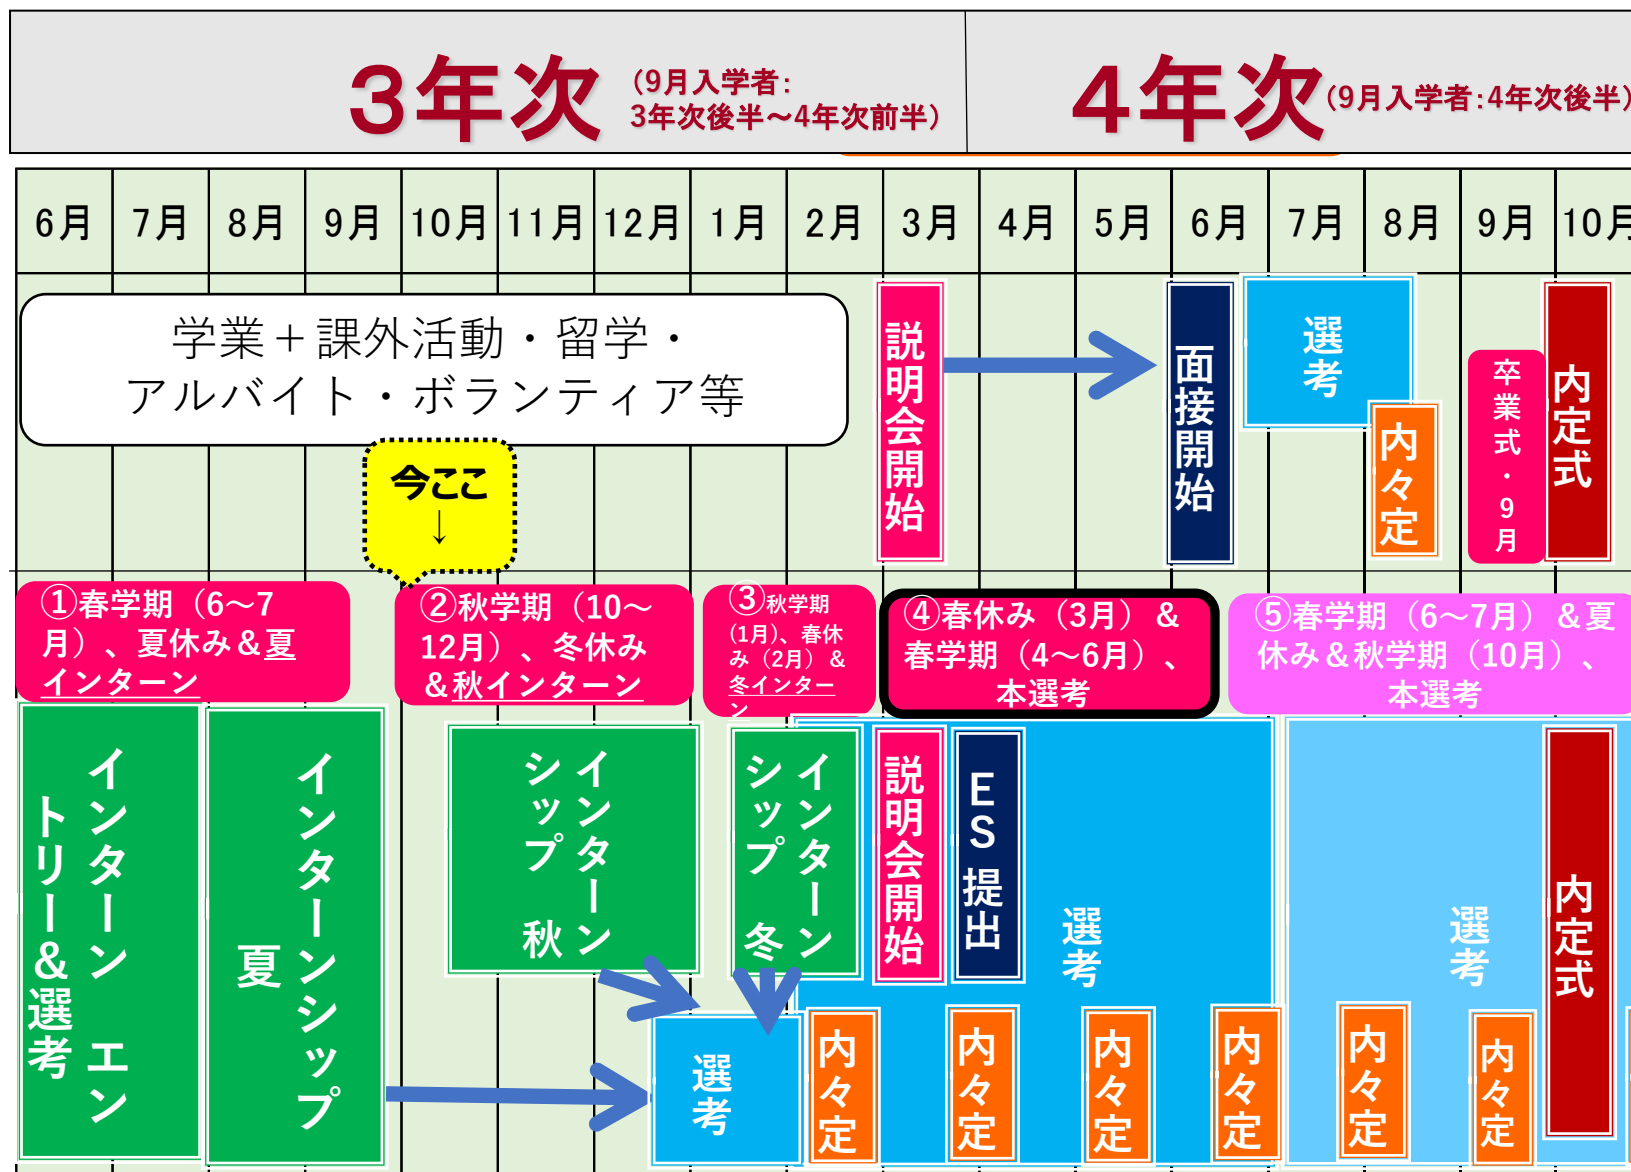 3年次
(9月入学者:
3年次後半～4年次前半)
4年次
(9月入学者:4年次後半)
6月
7月
8月
9月
10月
11月
12月
1月
2月
3月
4月
5月
6月
7月
8月
9月
10月
学業＋課外活動・留学・
アルバイト・ボランティア等
今ここ
↓
説明会開始
面接開始
選考
内々定
卒業式・9月
内定式
①春学期（6～7
月）、夏休み＆夏
インターン
②秋学期（10～
12月）、冬休み
＆秋インターン
③秋学期
(1月)、春休
み（2月）＆
冬インター
ン
④春休み（3月）＆
春学期（4～6月）、
本選考
⑤春学期（6～7月）＆夏
休み＆秋学期（10月）、
本選考
インターン　エン
トリー＆選考
インターンシップ
夏
インターン
シップ　秋
インターン
シップ　冬
説明会開始
ES提出
選考
選考
内定式
選考
内々定
内々定
内々定
内々定
内々定
内々定